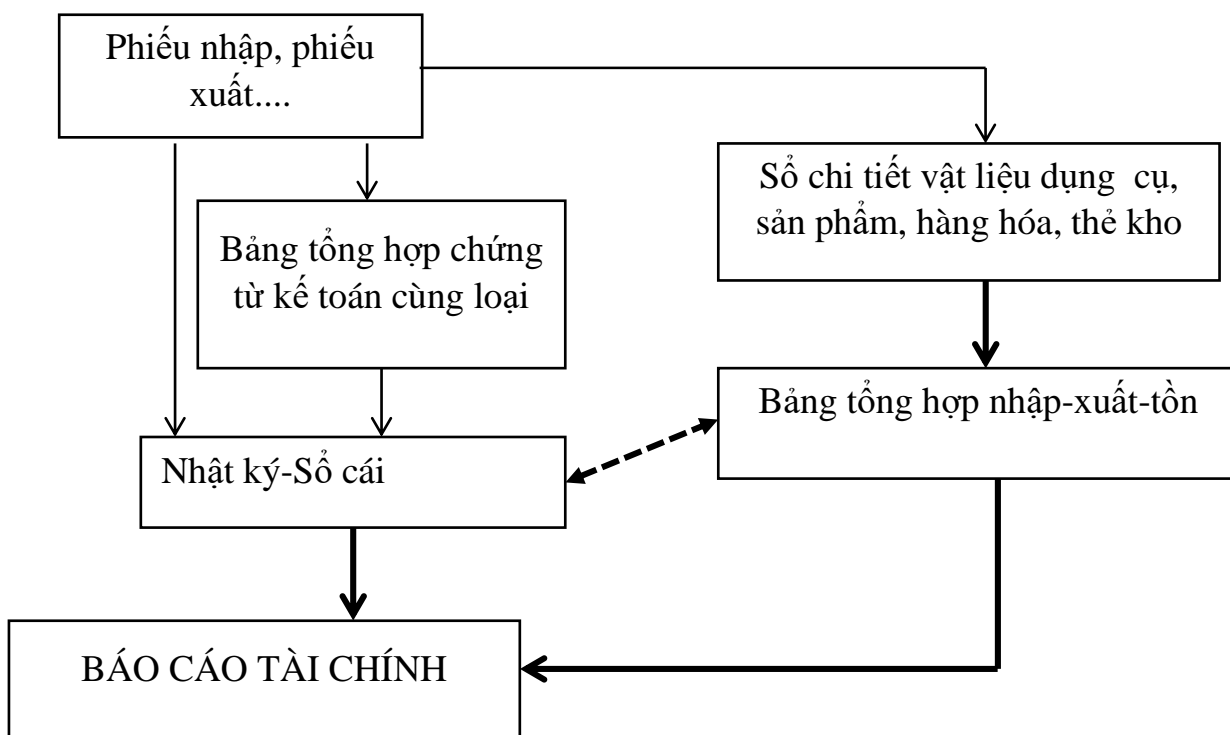 Phiếu nhập, phiếu
xuất....
Sổ chi tiết vật liệu dụng cụ,
sản phẩm, hàng hóa, thẻ kho
Bảng tổng hợp chứng
từ kế toán cùng loại
Bảng tổng hợp nhập-xuất-tồn
Nhật ký-Sổ cái
BÁO CÁO TÀI CHÍNH